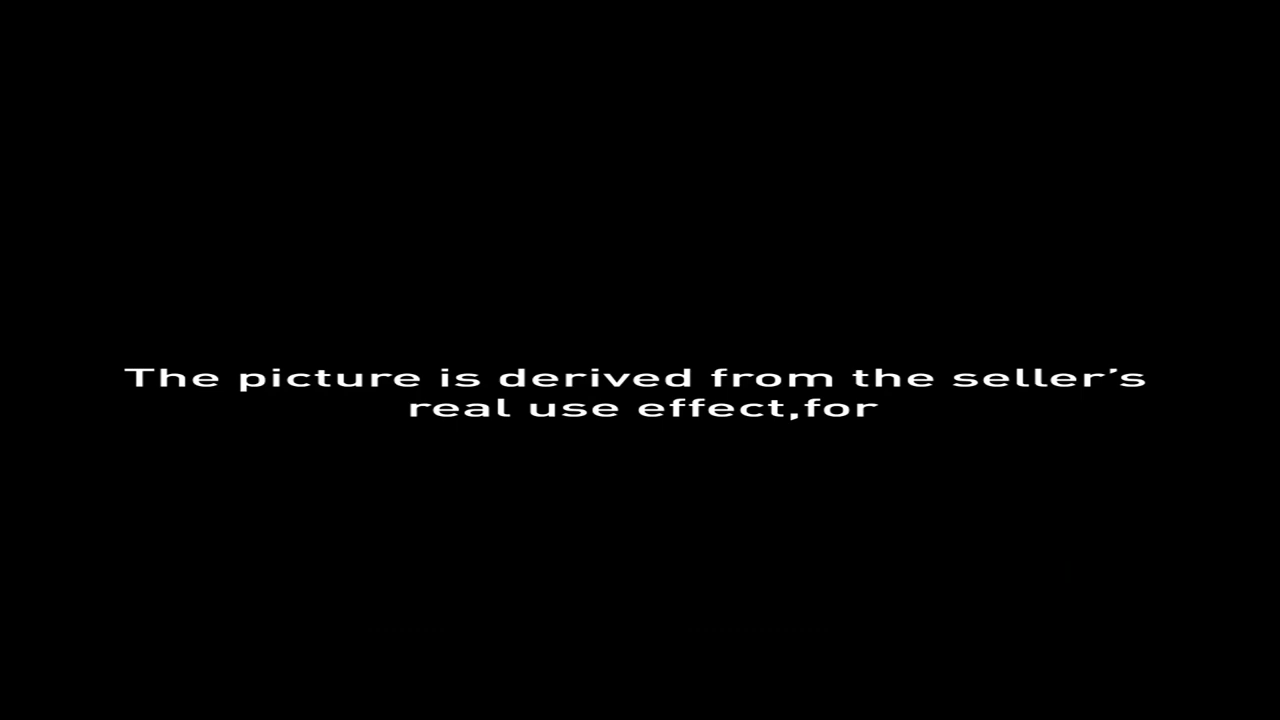 The picture is derived from the seller’s
real use effect,for